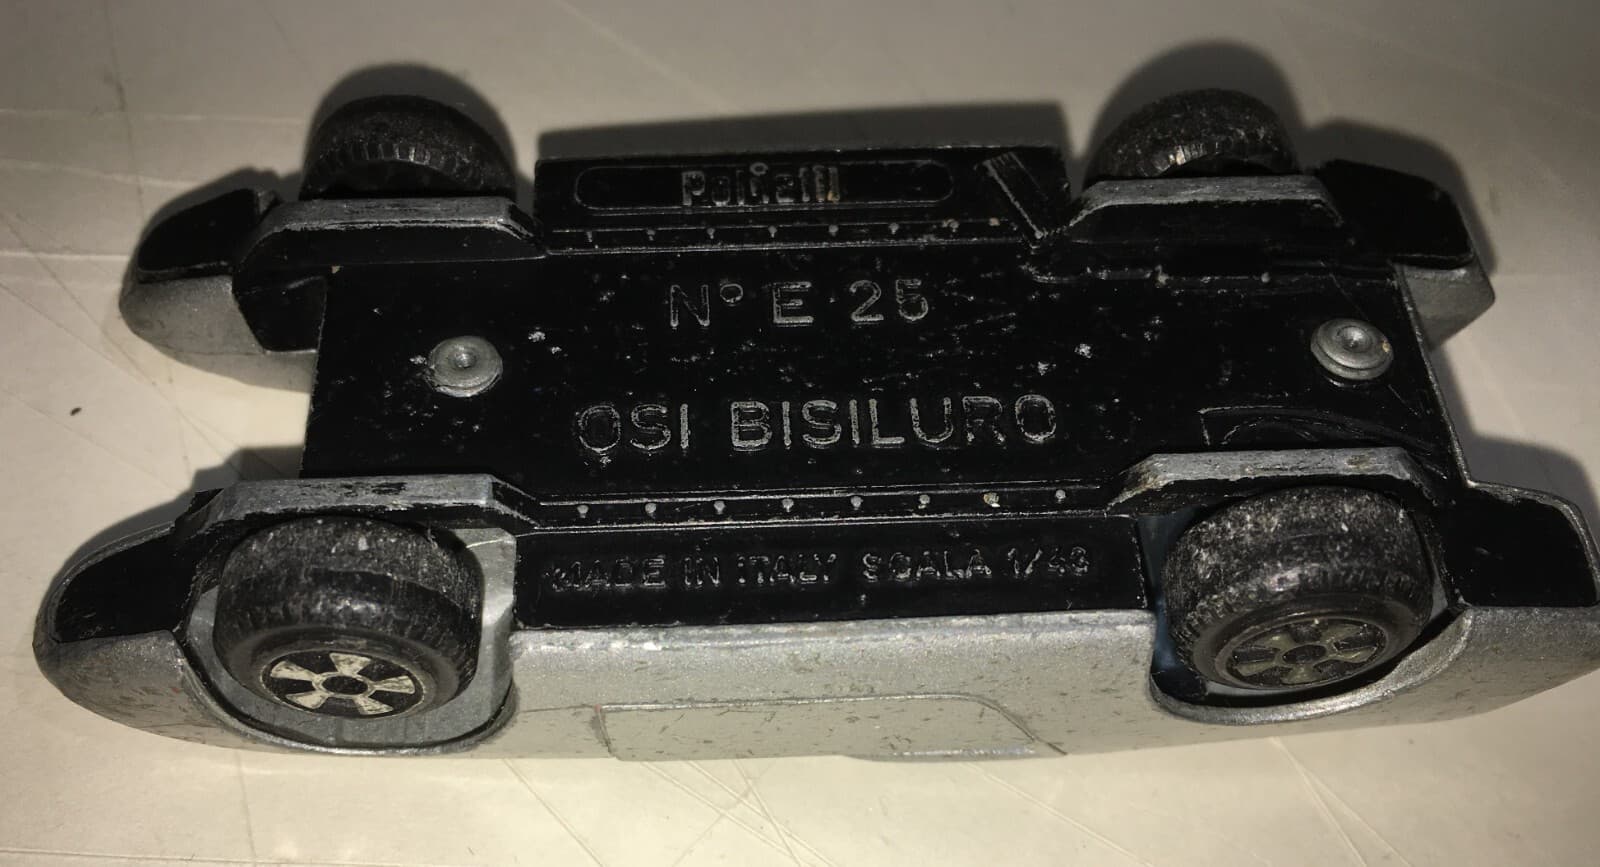 Politoys
N° E 25
OSI BISILURO
MADE IN ITALY SCALA 1/43